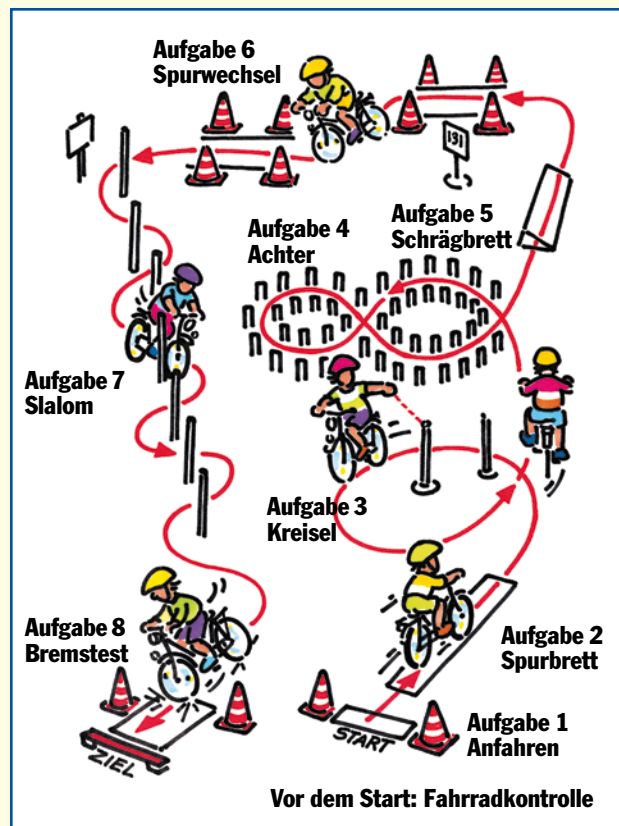 Aufgabe 6
Spurwechsel
131
Aufgabe 4
Achter
Aufgabe 5
Schrägbrett
Aufgabe 7
Slalom
Aufgabe 3
Kreisel
Aufgabe 8
Bremstest
Aufgabe 2
Spurbrett
Aufgabe 1
Anfahren
START
ZIEL
Vor dem Start: Fahrradkontrolle